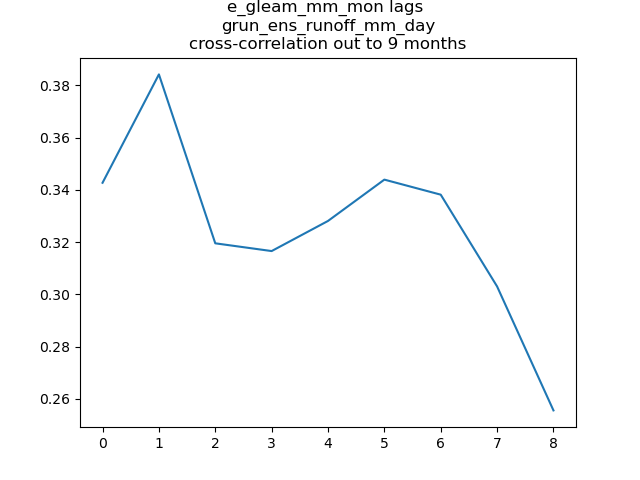 e_gleam_mm_mon lags
grun_ens_runoff_mm_day
cross-correlation out to 9 months
0.38
0.36
0.34
0.32
0.30
0.28
0.26
0 1 2 3 4 5 6 7 8